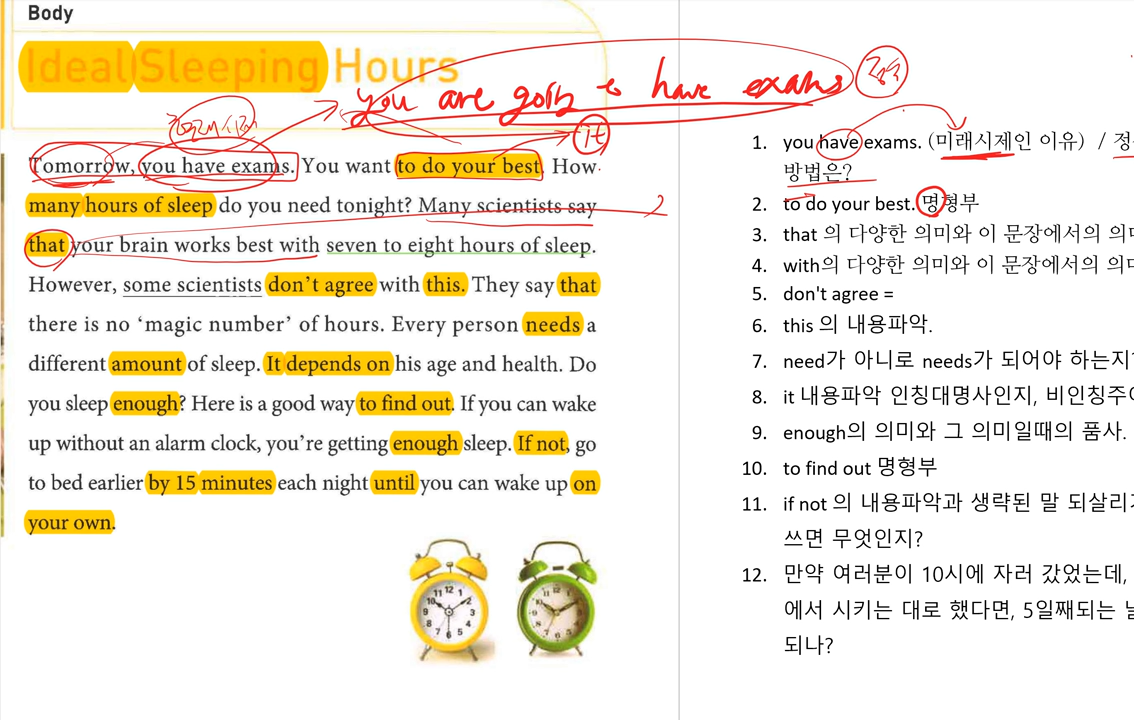 Body
Ideal Sleeping Hours
you are goin to have exams
it
Tomorrow, you have exams. You want to do your best. How
many hours of sleep do you need tonight? Many scientists say
that your brain works best with seven to eight hours of sleep.
However, some scientists don't agree with this. They say that
there is no ‘magic number’ of hours. Every person needs a
different amount of sleep. It depends on his age and health. Do
you sleep enough? Here is a good way to find out. If you can wake
up without an alarm clock, you're getting enough sleep. If not, go
to bed earlier by 15 minutes each night until you can wake up on
your own.
1. you have exams. (미래시제인 이유) / 정
방법은?
2. to do your best. 명형부
3. that 의 다양한 의미와 이 문장에서의 의
4. with의 다양한 의미와 이 문장에서의 의
5. don't agree =
6. this 의 내용파악.
7. need가 아니로 needs가 되어야 하는지?
8. it 내용파악 인칭대명사인지, 비인칭주어
9. enough의 의미와 그 의미일때의 품사.
10. to find out 명형부
11. if not 의 내용파악과 생략된 말 되살리
쓰면 무엇인지?
12. 만약 여러분이 10시에 자러 갔었는데,
에서 시키는 대로 했다면, 5일째되는 날
되나?